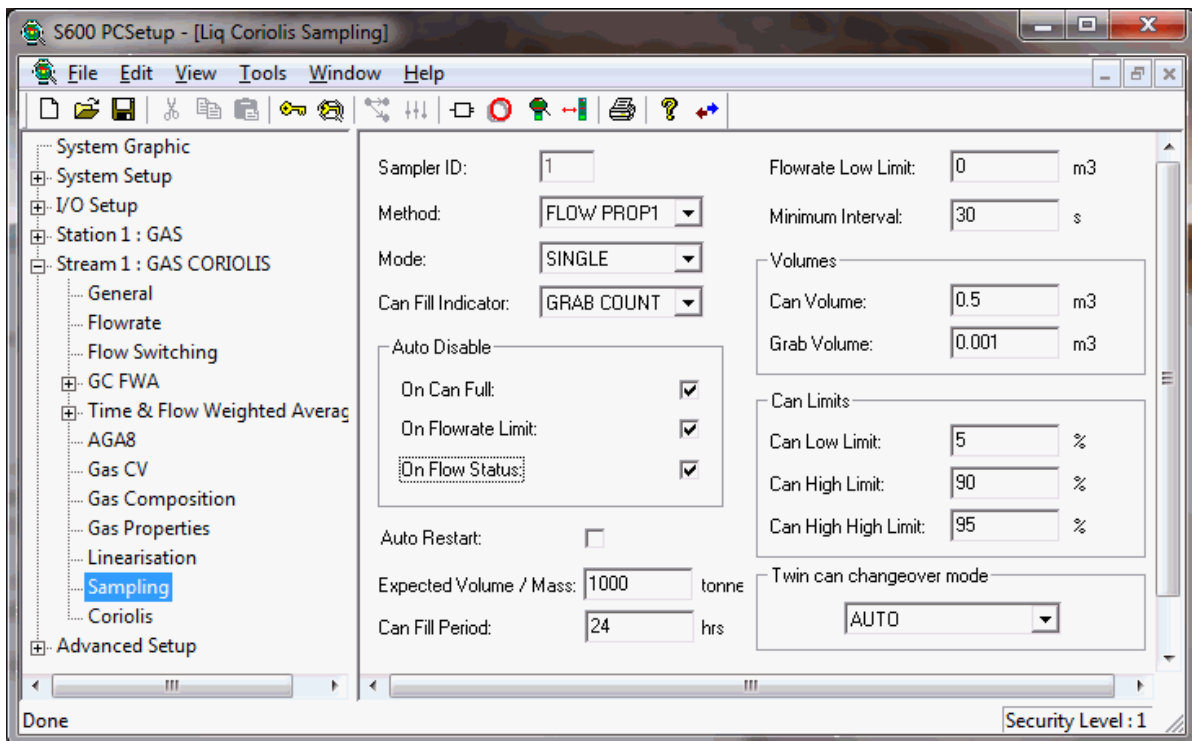 S600 PCSetup - [Liq Coriolis Sampling]
File Edit View Tools Window Help
System Graphic
System Setup
I/O Setup
Station 1 : GAS
Stream 1 : GAS CORIOLIS
General
Flowrate
Flow Switching
GC FWA
Time & Flow Weighted Averag
AGA8
Gas CV
Gas Composition
Gas Properties
Linearisation
Sampling
Coriolis
Advanced Setup
Sampler ID: 1
Method: FLOW PROP1
Mode: SINGLE
Can Fill Indicator: GRAB COUNT
Auto Disable
On Can Full:
On Flowrate Limit:
On Flow Status:
Auto Restart:
Expected Volume / Mass: 1000 tonne
Can Fill Period: 24 hrs
Flowrate Low Limit: 0 m3
Minimum Interval: 30 s
Volumes
Can Volume: 0.5 m3
Grab Volume: 0.001 m3
Can Limits
Can Low Limit: 5 %
Can High Limit: 90 %
Can High High Limit: 95 %
Twin can changeover mode
AUTO
Done
Security Level : 1